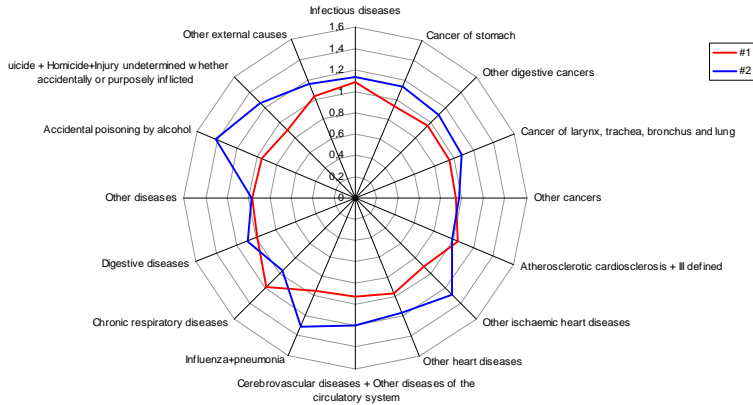 Infectious diseases
Cancer of stomach
Other digestive cancers
Cancer of larynx, trachea, bronchus and lung
Other cancers
Atherosclerotic cardiosclerosis + Ill defined
Other ischaemic heart diseases
Other heart diseases
Cerebrovascular diseases + Other diseases of the
circulatory system
Influenza+pneumonia
Chronic respiratory diseases
Digestive diseases
Other diseases
Accidental poisoning by alcohol
uicide + Homicide+Injury undetermined whether
accidentally or purposely inflicted
Other external causes
1,6
1,4
1,2
1
0,8
0,6
0,4
0,2
0
#1
#2